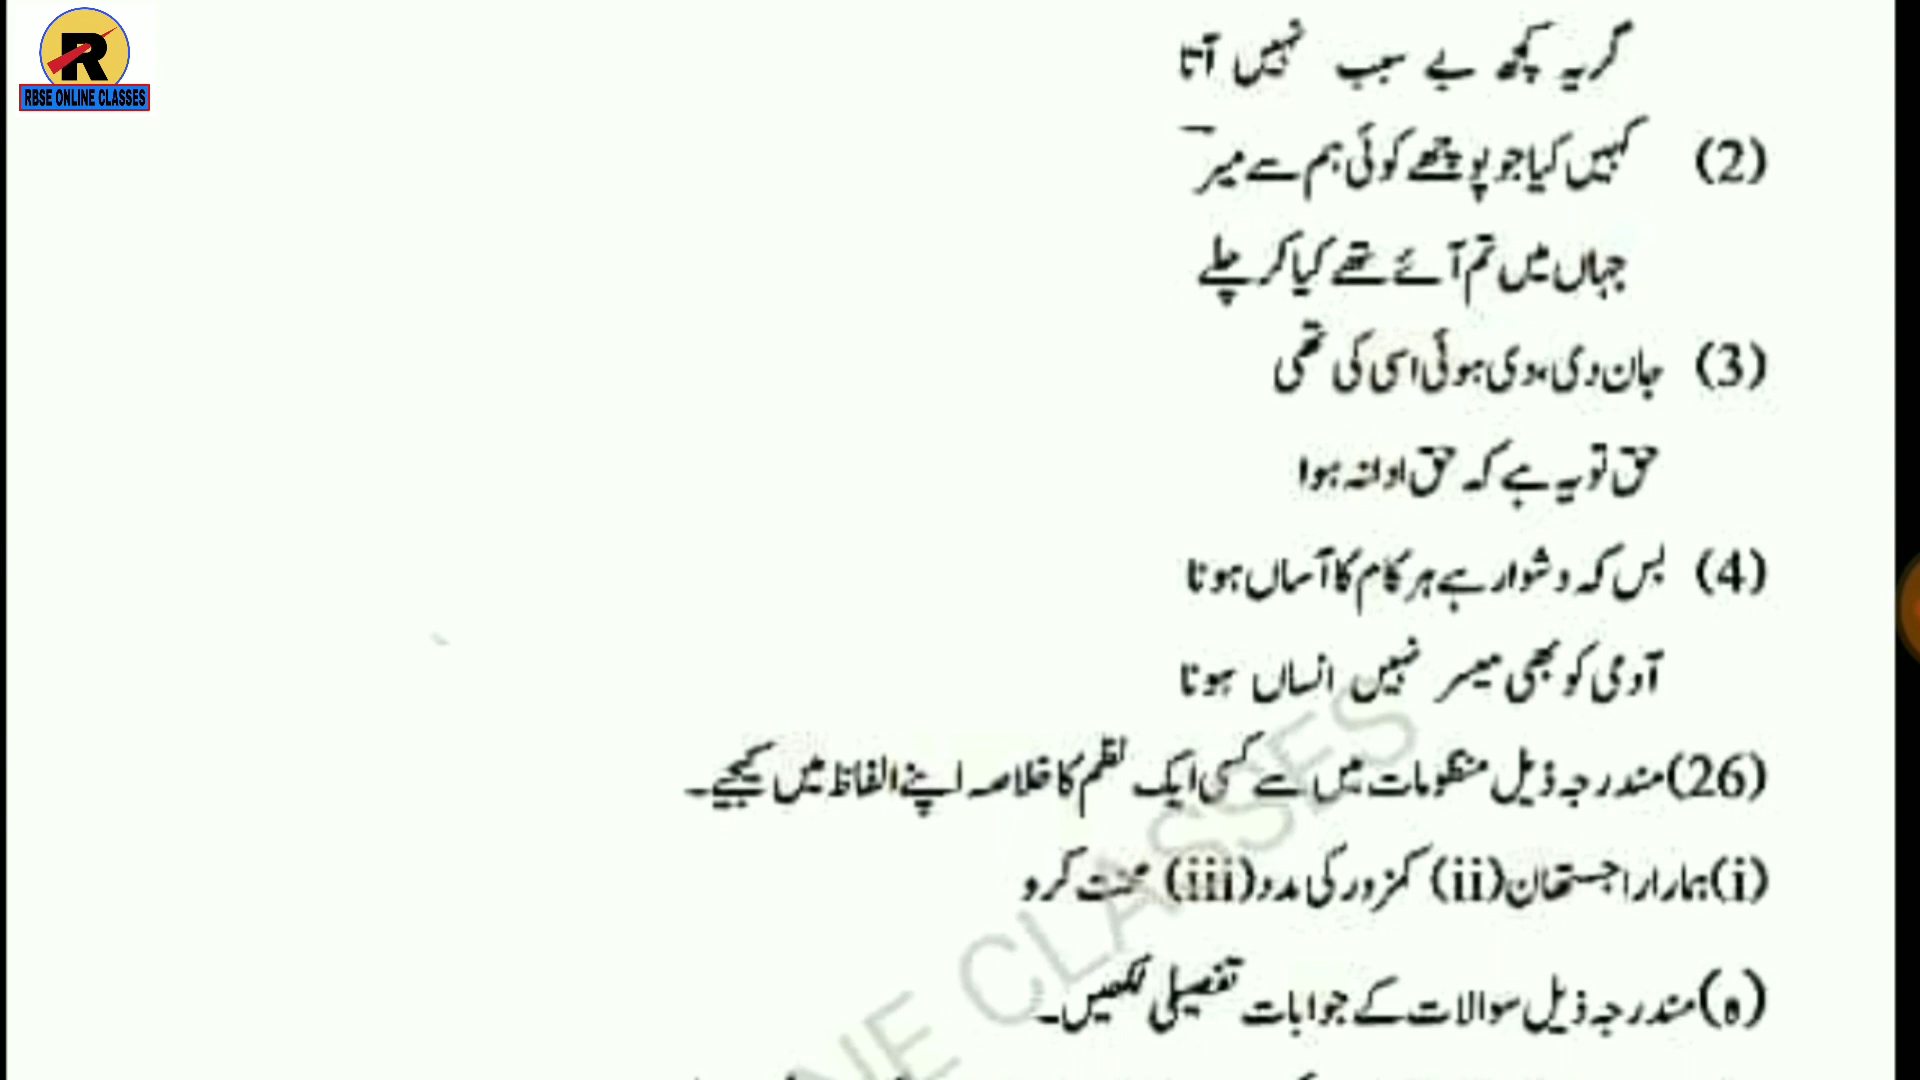 R
RBSE ONLINE CLASSES
گریہ کچھ بے سبب نہیں آتا
(2) کہیں کیا جو پوچھے کوئی ہم سے میر
جہاں میں تم آئے تھے کیا کر چلے
(3) جان دی، دی ہوئی اسی کی تھی
حق تو یہ ہے کہ حق ادا نہ ہوا
(4) بس کہ دشوار ہے ہر کام کا آساں ہونا
آدمی کو بھی میسر نہیں انساں ہونا
(26) مندرجہ ذیل منظومات میں سے کسی ایک نظم کا خلاصہ اپنے الفاظ میں کیجیے۔
(i) ہمارا راجستھان (ii) کمزور کی مدد (iii) محنت کرو
مندرجہ ذیل سوالات کے جوابات تفصیلی لکھیں۔
NE CLASSES